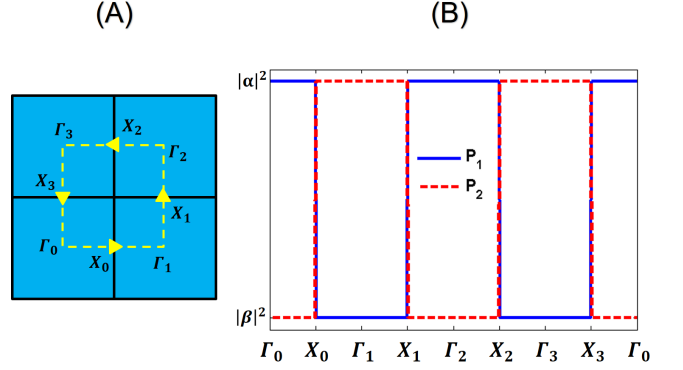 (A)
(B)
Γ₃ X₂
Γ₂
X₃
X₁
Γ₀
X₀ Γ₁
|α|²
P₁
P₂
|β|²
Γ₀ X₀ Γ₁ X₁ Γ₂ X₂ Γ₃ X₃ Γ₀